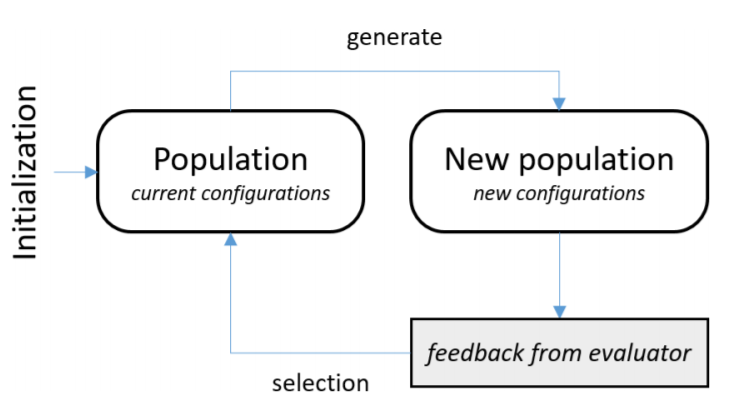 generate
Initialization
Population
current configurations
New population
new configurations
feedback from evaluator
selection